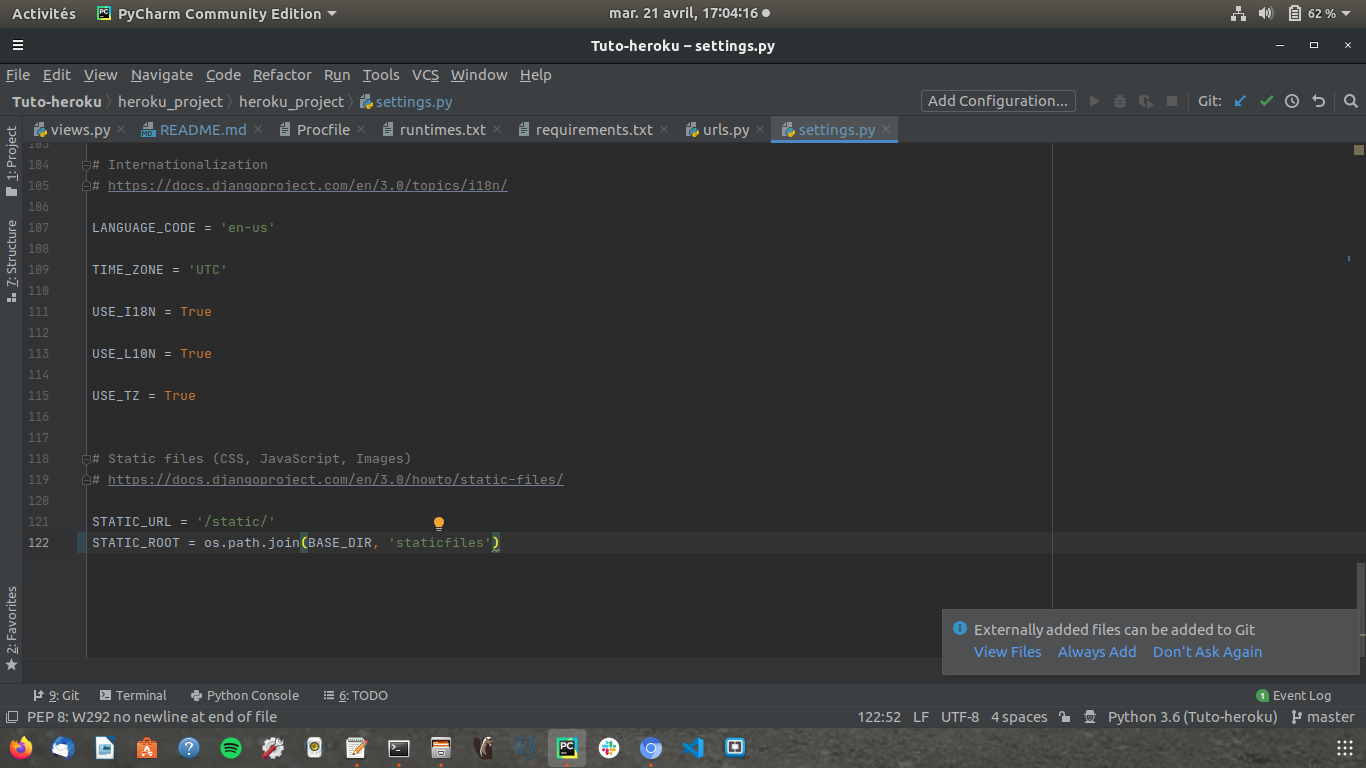 Activités
PyCharm Community Edition
mar. 21 avril, 17:04:16
62 %
Tuto-heroku – settings.py
File Edit View Navigate Code Refactor Run Tools VCS Window Help
Tuto-heroku heroku_project heroku_project settings.py
Add Configuration...
Git:
views.py README.md Procfile runtimes.txt requirements.txt urls.py settings.py
1: Project
7: Structure
2: Favorites
103
104 # Internationalization
105 # https://docs.djangoproject.com/en/3.0/topics/i18n/
106
107 LANGUAGE_CODE = 'en-us'
108
109 TIME_ZONE = 'UTC'
110
111 USE_I18N = True
112
113 USE_L10N = True
114
115 USE_TZ = True
116
117
118 # Static files (CSS, JavaScript, Images)
119 # https://docs.djangoproject.com/en/3.0/howto/static-files/
120
121 STATIC_URL = '/static/'
122 STATIC_ROOT = os.path.join(BASE_DIR, 'staticfiles')
Externally added files can be added to Git
View Files Always Add Don't Ask Again
9: Git Terminal Python Console 6: TODO
1 Event Log
PEP 8: W292 no newline at end of file
122:52 LF UTF-8 4 spaces Python 3.6 (Tuto-heroku) master